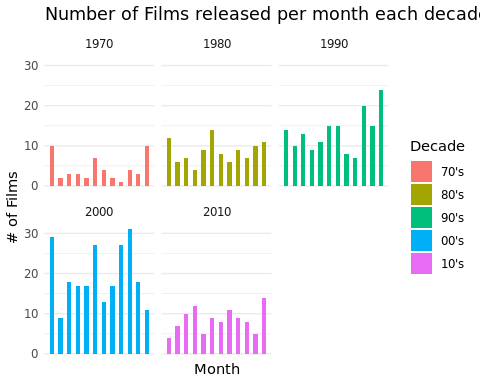 Number of Films released per month each decade
1970
1980
1990
30
20
10
0
# of Films
2000
2010
30
20
10
0
Month
Decade
70's
80's
90's
00's
10's